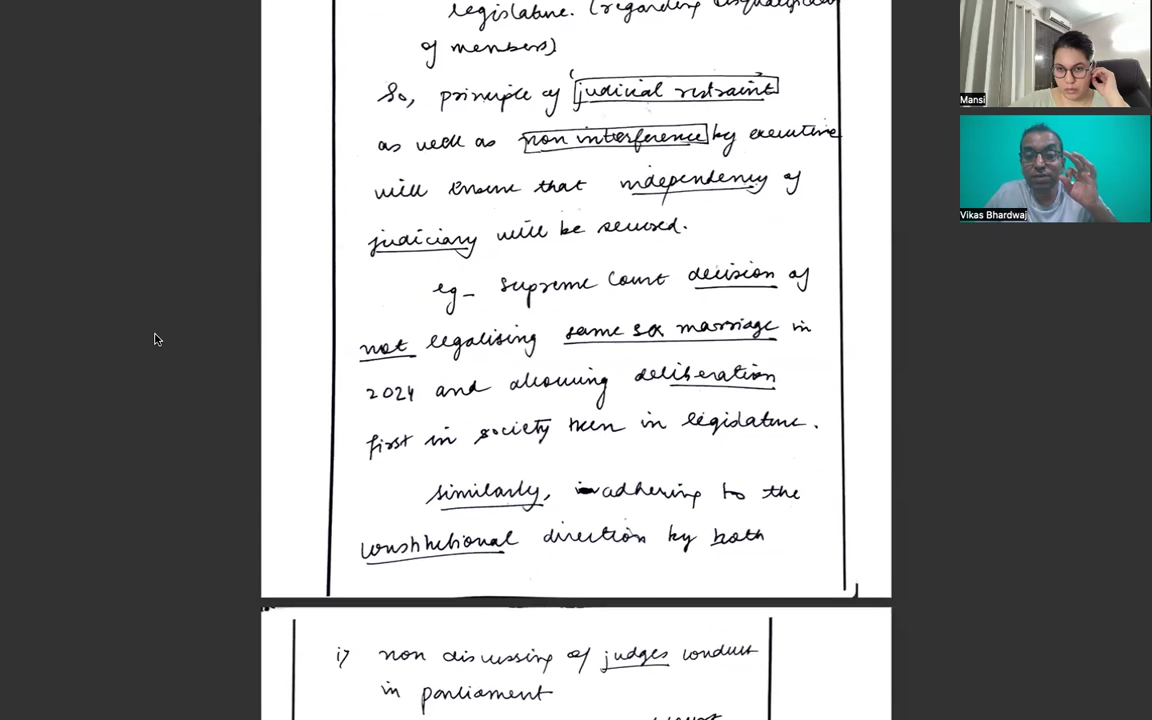 legislature. (regarding disqualification
of members)
So, principle of 'judicial restraint'
as well as non interference by executive
will ensure that independency of
judiciary will be secured.
eg - Supreme Court decision of
not legalising same sex marriage in
2024 and allowing deliberation
first in society then in legislature.
similarly, adhering to the
constitutional direction by both
i) non discussing of judges conduct
in parliament
Mansi
Vikas Bhardwaj